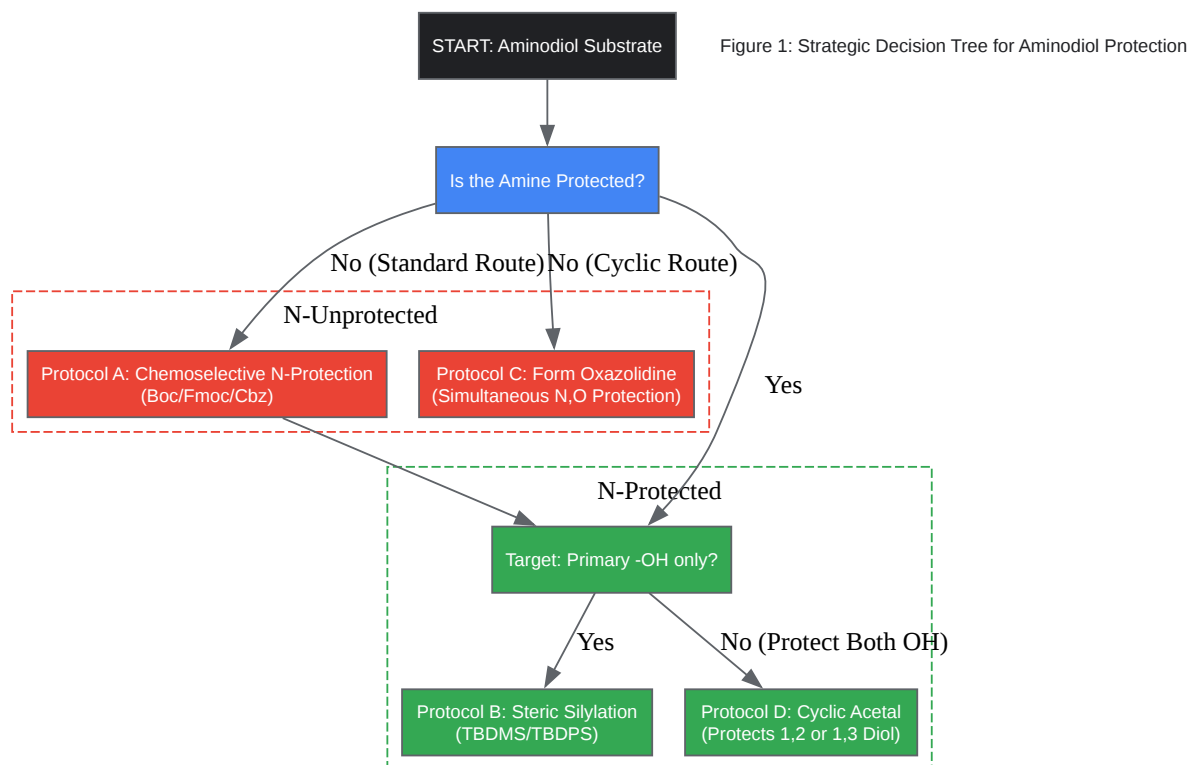 START: Aminodiol Substrate
Figure 1: Strategic Decision Tree for Aminodiol Protection
Is the Amine Protected?
No (Standard Route)
No (Cyclic Route)
N-Unprotected
Protocol A: Chemoselective N-Protection
(Boc/Fmoc/Cbz)
Protocol C: Form Oxazolidine
(Simultaneous N,O Protection)
Yes
N-Protected
Target: Primary -OH only?
Yes
No (Protect Both OH)
Protocol B: Steric Silylation
(TBDMS/TBDPS)
Protocol D: Cyclic Acetal
(Protects 1,2 or 1,3 Diol)